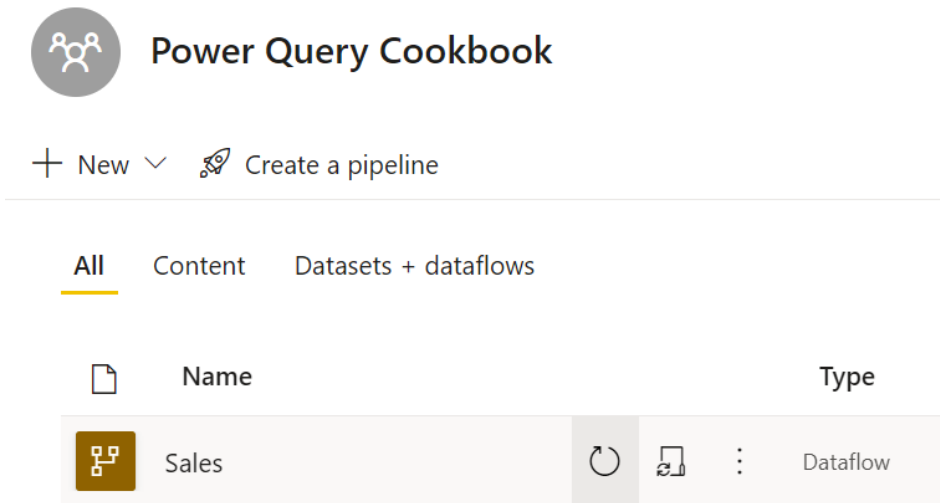 Power Query Cookbook
New Create a pipeline
All Content Datasets + dataflows
Name Type
Sales Dataflow